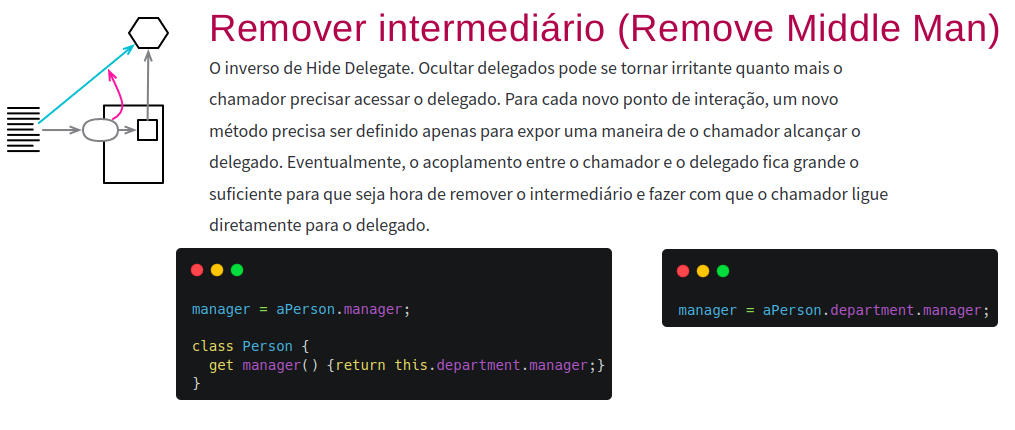 Remover intermediário (Remove Middle Man)
O inverso de Hide Delegate. Ocultar delegados pode se tornar irritante quanto mais o
chamador precisar acessar o delegado. Para cada novo ponto de interação, um novo
método precisa ser definido apenas para expor uma maneira de o chamador alcançar o
delegado. Eventualmente, o acoplamento entre o chamador e o delegado fica grande o
suficiente para que seja hora de remover o intermediário e fazer com que o chamador ligue
diretamente para o delegado.
manager = aPerson.manager;
class Person {
  get manager() {return this.department.manager;}
}
manager = aPerson.department.manager;